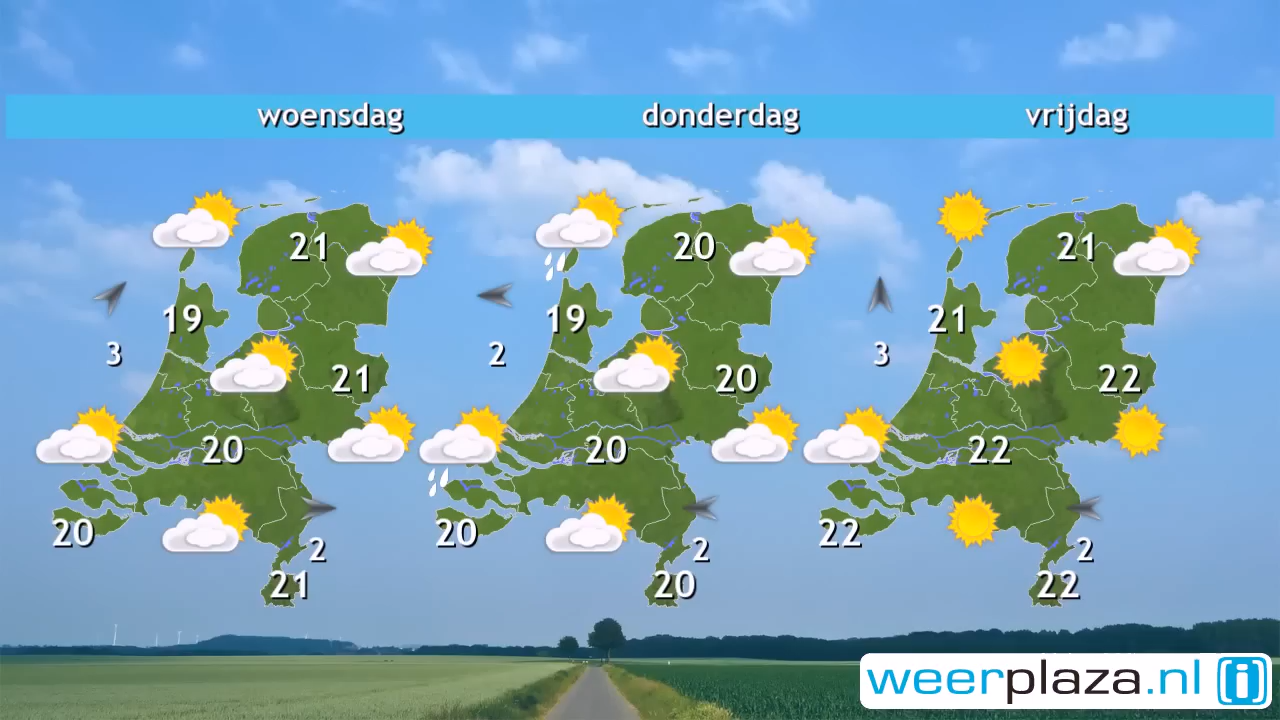 woensdag donderdag vrijdag
21 20 21
19 19 21
3 2 3
21 20 22
20 20 22
20 20 22
2 2 2
21 20 22
weerplaza.nl i